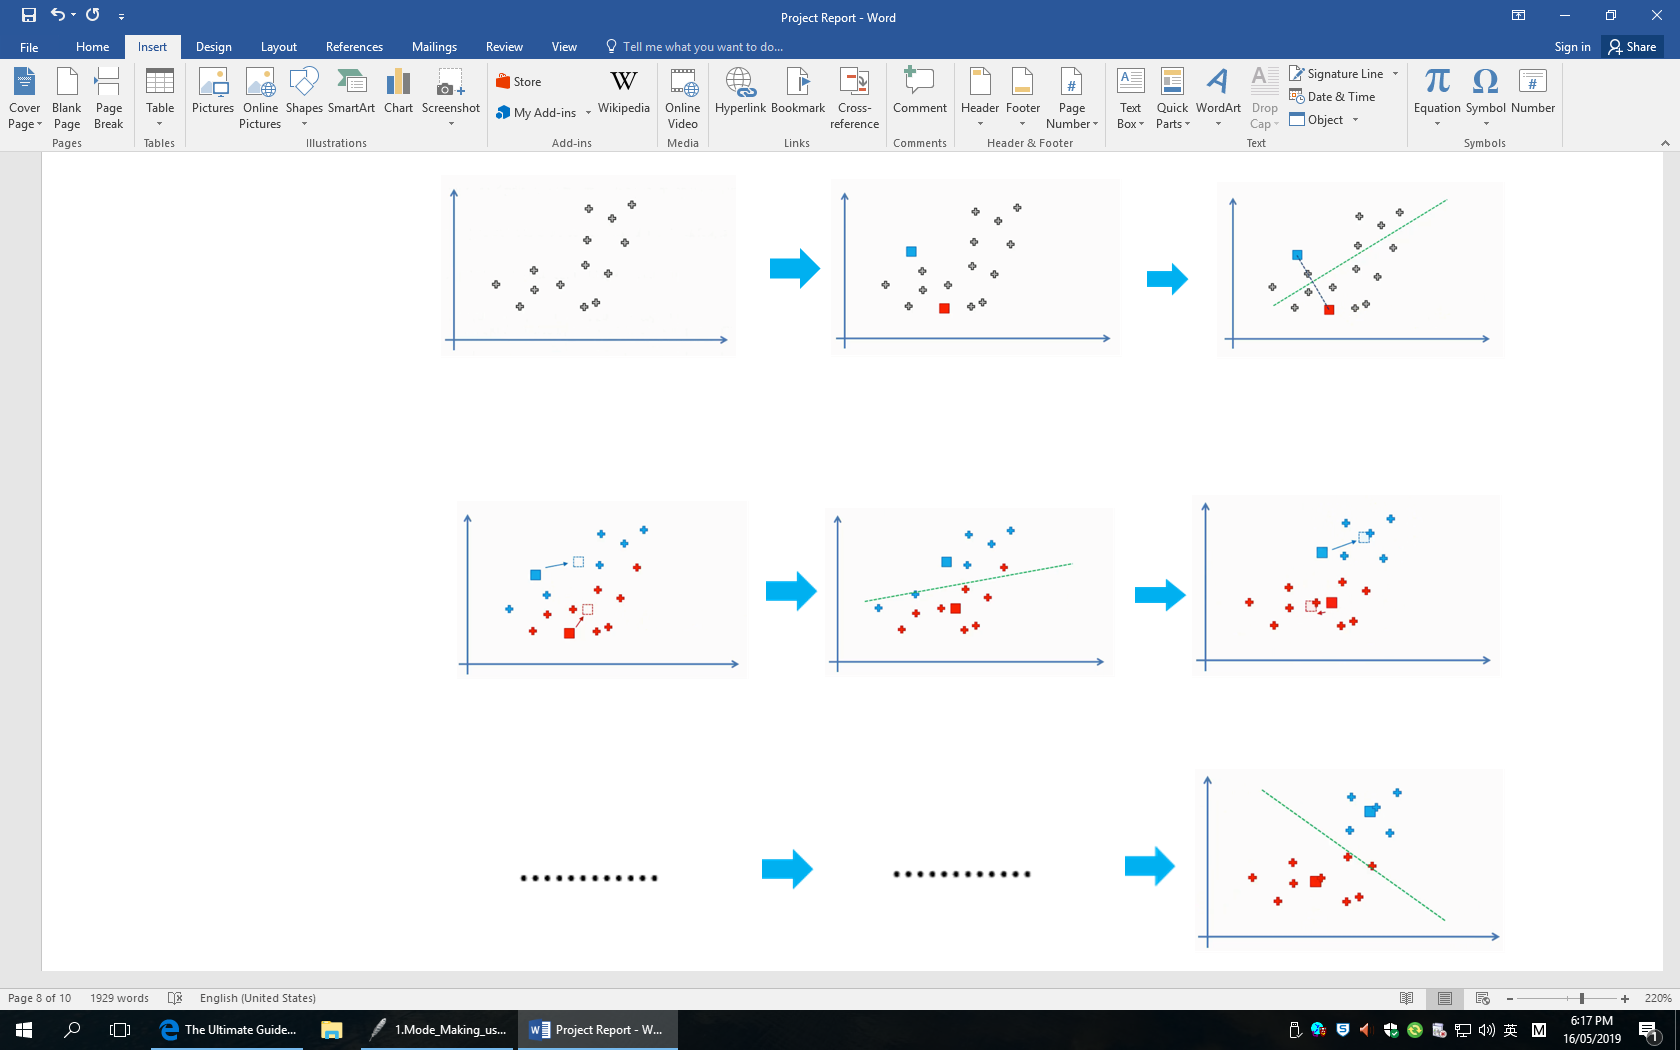 Project Report - Word
File Home Insert Design Layout References Mailings Review View Tell me what you want to do... Sign in Share
Cover Page
Blank Page
Page Break
Table
Pictures
Online Pictures
Shapes
SmartArt
Chart
Screenshot
Store
My Add-ins
Wikipedia
Online Video
Hyperlink
Bookmark
Cross-reference
Comment
Header
Footer
Page Number
Text Box
Quick Parts
WordArt
Drop Cap
Signature Line
Date & Time
Object
Equation
Symbol
Number
Pages Tables Illustrations Add-ins Media Links Comments Header & Footer Text Symbols
Page 8 of 10 1929 words English (United States) 220%
The Ultimate Guide... 1.Mode_Making_us... Project Report - W... 英 M 6:17 PM
16/05/2019 1